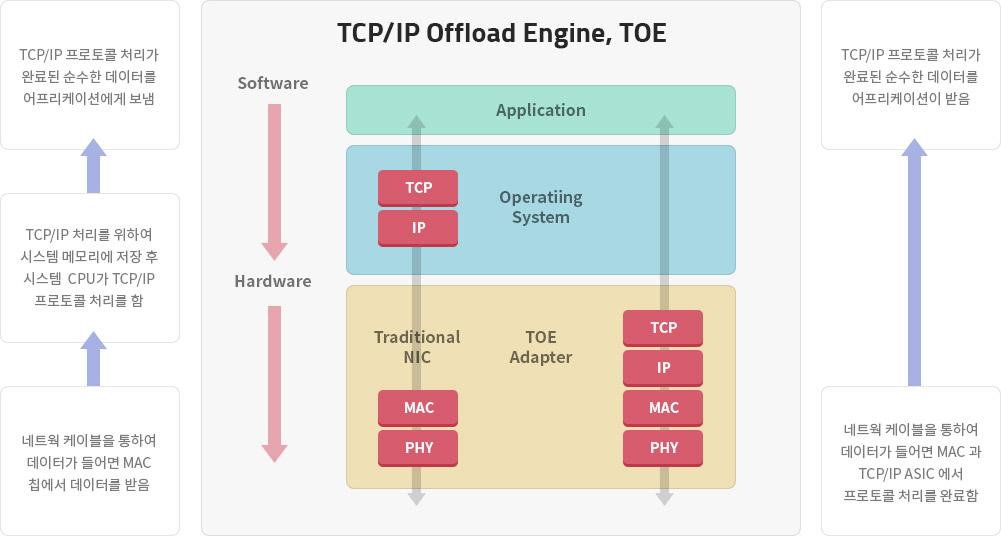 TCP/IP 프로토콜 처리가
완료된 순수한 데이터를
어프리케이션에게 보냄
TCP/IP 처리를 위하여
시스템 메모리에 저장 후
시스템 CPU가 TCP/IP
프로토콜 처리를 함
네트웍 케이블을 통하여
데이터가 들어면 MAC
칩에서 데이터를 받음
TCP/IP Offload Engine, TOE
Software
Hardware
Application
TCP
IP
Operatiing
System
Traditional
NIC
MAC
PHY
TOE
Adapter
TCP
IP
MAC
PHY
TCP/IP 프로토콜 처리가
완료된 순수한 데이터를
어프리케이션이 받음
네트웍 케이블을 통하여
데이터가 들어면 MAC 과
TCP/IP ASIC 에서
프로토콜 처리를 완료함